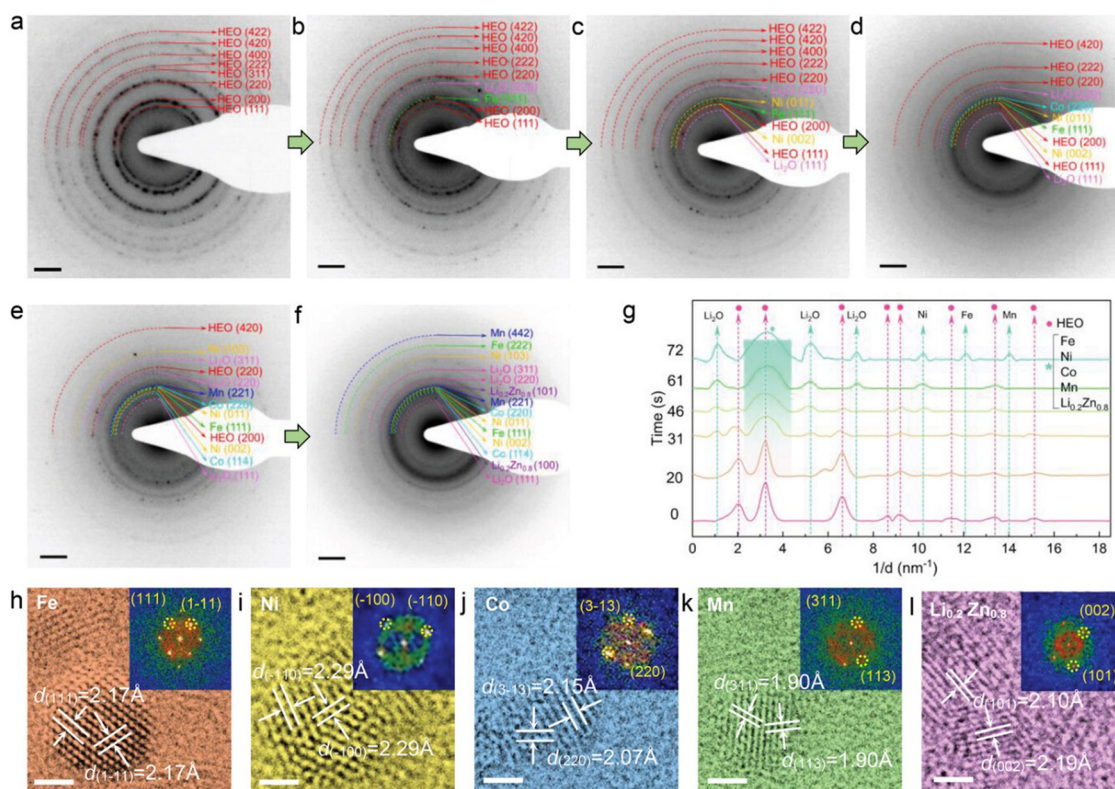 a
HEO (422)
HEO (420)
HEO (400)
HEO (222)
HEO (311)
HEO (220)
HEO (200)
HEO (111)
b
HEO (422)
HEO (420)
HEO (400)
HEO (222)
HEO (220)
HEO (200)
HEO (111)
c
HEO (422)
HEO (420)
HEO (400)
HEO (222)
HEO (220)
Ni (011)
Fe (111)
HEO (200)
Ni (002)
HEO (111)
Li₂O (111)
d
HEO (420)
HEO (222)
HEO (220)
Li₂O (220)
Co (220)
Ni (011)
Fe (111)
HEO (200)
Ni (002)
HEO (111)
Li₂O (111)
e
HEO (420)
Li₂O (311)
HEO (220)
Li₂O (220)
Mn (221)
Co (220)
Ni (011)
Fe (111)
HEO (200)
Ni (002)
Co (114)
Li₂O (111)
f
Mn (442)
Fe (222)
Ni (103)
Li₂O (311)
Li₂O (220)
Li₀.₂Zn₀.₈ (101)
Mn (221)
Co (220)
Ni (011)
Fe (111)
Ni (002)
Co (114)
Li₀.₂Zn₀.₈ (100)
Li₂O (111)
g
Li₂O
*
Li₂O
Li₂O
Ni
Fe
Mn
HEO
Fe
Ni
* Co
Mn
Li₀.₂Zn₀.₈
Time (s)
72
61
46
31
20
0
0 2 4 6 8 10 12 14 16 18
1/d (nm⁻¹)
h
Fe
(111)
(1-11)
d(111)=2.17Å
d(1-11)=2.17Å
i
Ni
(-100)
(-110)
d(-110)=2.29Å
d(-100)=2.29Å
j
Co
(3-13)
(220)
d(3-13)=2.15Å
d(220)=2.07Å
k
Mn
(311)
(113)
d(311)=1.90Å
d(113)=1.90Å
l
Li₀.₂ Zn₀.₈
(002)
(101)
d(101)=2.10Å
d(002)=2.19Å